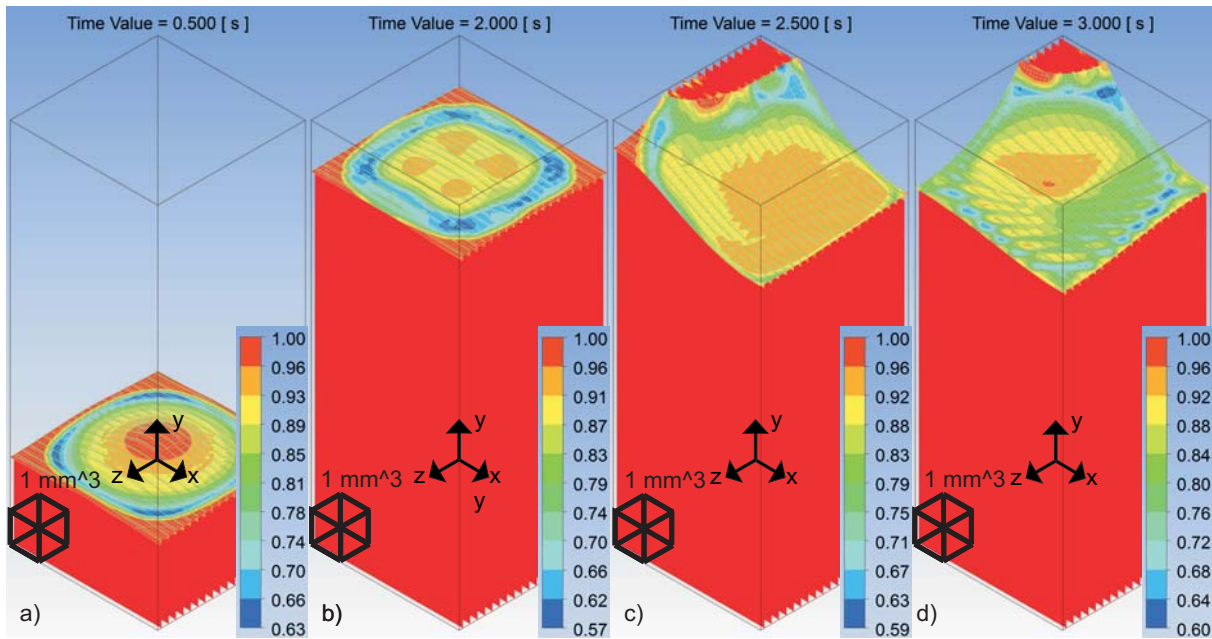 Time Value = 0.500 [ s ]
Time Value = 2.000 [ s ]
Time Value = 2.500 [ s ]
Time Value = 3.000 [ s ]
1.00
0.96
0.93
0.89
0.85
0.81
0.78
0.74
0.70
0.66
0.63
1.00
0.96
0.91
0.87
0.83
0.79
0.74
0.70
0.66
0.62
0.57
1.00
0.96
0.92
0.88
0.84
0.80
0.75
0.71
0.67
0.63
0.59
1.00
0.96
0.92
0.88
0.84
0.80
0.76
0.72
0.68
0.64
0.60
y
z
x
1 mm^3
y
z
x
y
1 mm^3
y
z
x
1 mm^3
y
z
x
1 mm^3
a)
b)
c)
d)